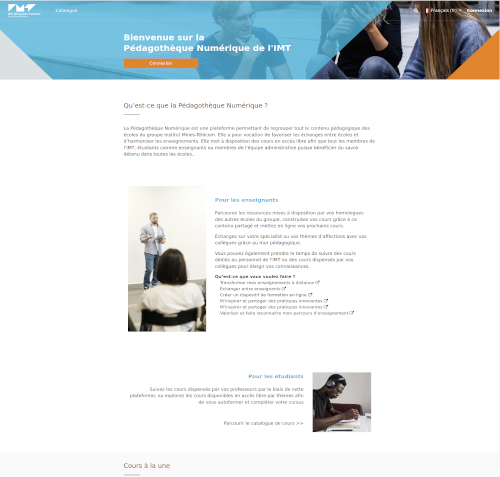 Catalogue
Français (fr)
Connexion
Bienvenue sur la
Pédagothèque Numérique de l'IMT
Connexion
Qu'est-ce que la Pédagothèque Numérique ?
La Pédagothèque Numérique est une plateforme permettant de regrouper tout le contenu pédagogique des
écoles du groupe Institut Mines-Télécom. Elle a pour vocation de favoriser les échanges entre écoles et
d'harmoniser les enseignements. Elle met à disposition des cours en accès libre afin que tout les membres de
l'IMT, étudiants comme enseignants ou membres de l'équipe administrative puisse bénéficier du savoir
détenu dans toutes les écoles.
Pour les enseignants
Parcourez les ressources mises à disposition par vos homologues
des autres écoles du groupe, construisez vos cours grâce à ce
contenu partagé et mettez en ligne vos prochains cours.
Échangez sur votre spécialité ou vos thèmes d'affections avec vos
collègues grâce au mur pédagogique.
Vous pouvez également prendre le temps de suivre des cours
dédiés au personnel de l'IMT ou des cours dispensés par vos
collègues pour élargir vos connaissances.
Qu'est-ce que vous voulez faire ?
Transformer mes enseignements à distance
Échanger entre enseignants
Créer un dispositif de formation en ligne
M'inspirer et partager des pratiques innovantes
M'inspirer et partager des pratiques innovantes
Valoriser et faire reconnaitre mon parcours d'enseignement
Pour les étudiants
Suivez les cours dispensés par vos professeurs par le biais de cette
plateforme, ou explorez les cours disponibles en accès libre par thèmes afin
de vous autoformer et compléter votre cursus
Parcourir le catalogue de cours >>
Cours à la une